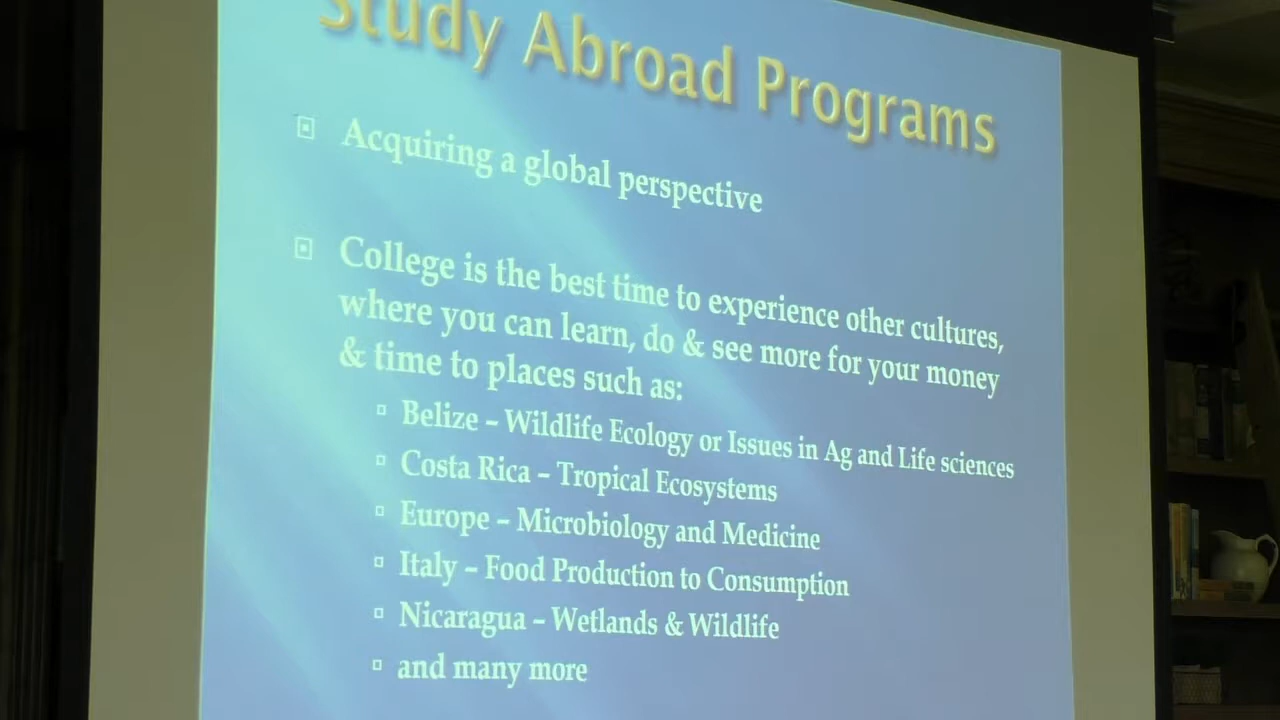 Study Abroad Programs
Acquiring a global perspective
College is the best time to experience other cultures,
where you can learn, do & see more for your money
& time to places such as:
Belize – Wildlife Ecology or Issues in Ag and Life sciences
Costa Rica – Tropical Ecosystems
Europe – Microbiology and Medicine
Italy – Food Production to Consumption
Nicaragua – Wetlands & Wildlife
and many more